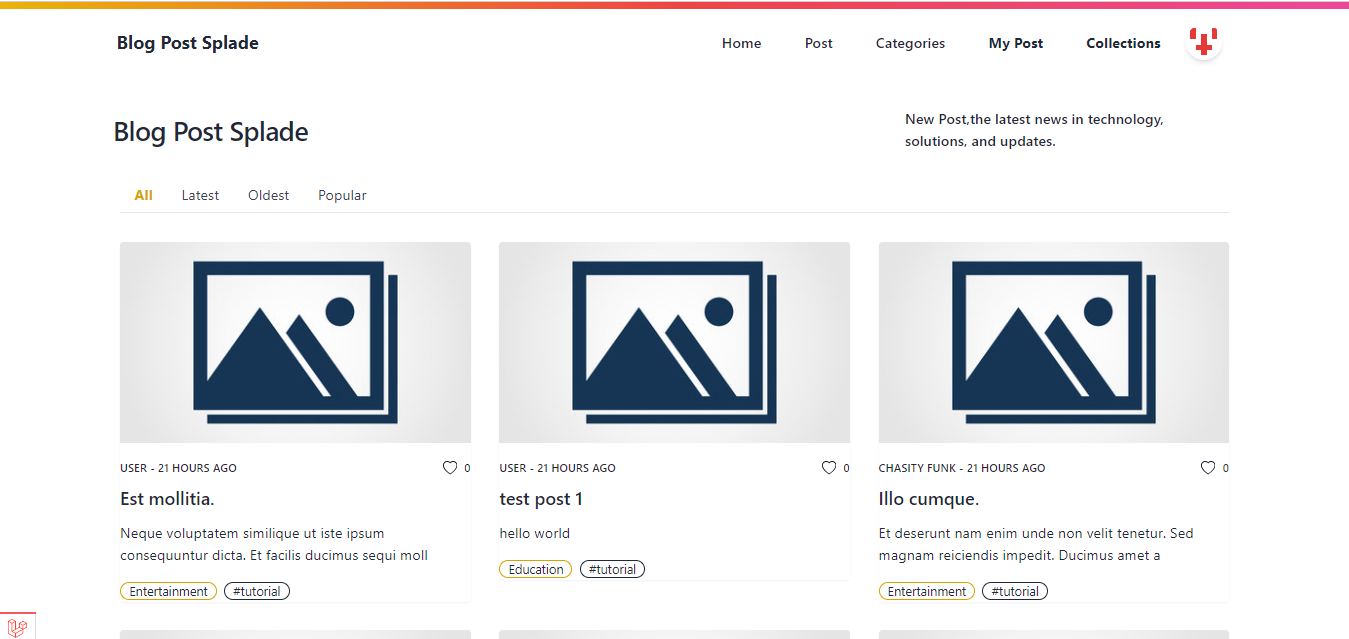 Blog Post Splade
Home Post Categories My Post Collections
Blog Post Splade
New Post,the latest news in technology,
solutions, and updates.
All Latest Oldest Popular
USER - 21 HOURS AGO 0
Est mollitia.
Neque voluptatem similique ut iste ipsum
consequuntur dicta. Et facilis ducimus sequi moll
Entertainment #tutorial
USER - 21 HOURS AGO 0
test post 1
hello world
Education #tutorial
CHASITY FUNK - 21 HOURS AGO 0
Illo cumque.
Et deserunt nam enim unde non velit tenetur. Sed
magnam reiciendis impedit. Ducimus amet a
Entertainment #tutorial